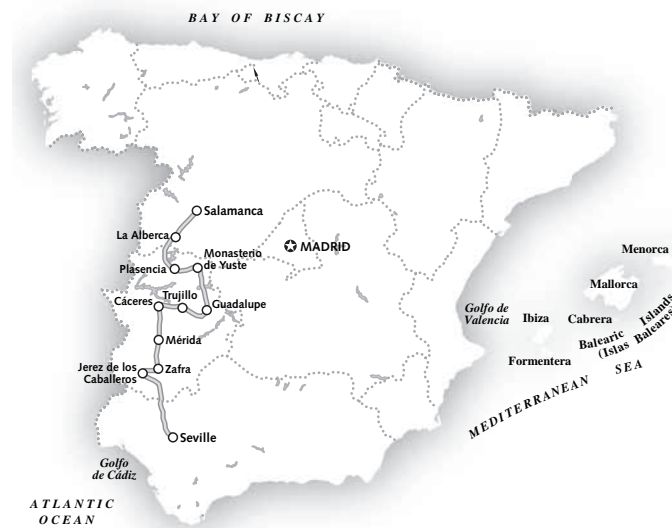 BAY OF BISCAY
Salamanca
La Alberca
MADRID
Monasterio
de Yuste
Plasencia
Menorca
Mallorca
Trujillo
Cáceres
Guadalupe
Golfo de
Valencia
Ibiza
Cabrera
Balearic Islands
(Islas Baleares)
Mérida
Formentera
Jerez de los
Caballeros
Zafra
MEDITERRANEAN SEA
Seville
Golfo
de Cádiz
ATLANTIC
OCEAN